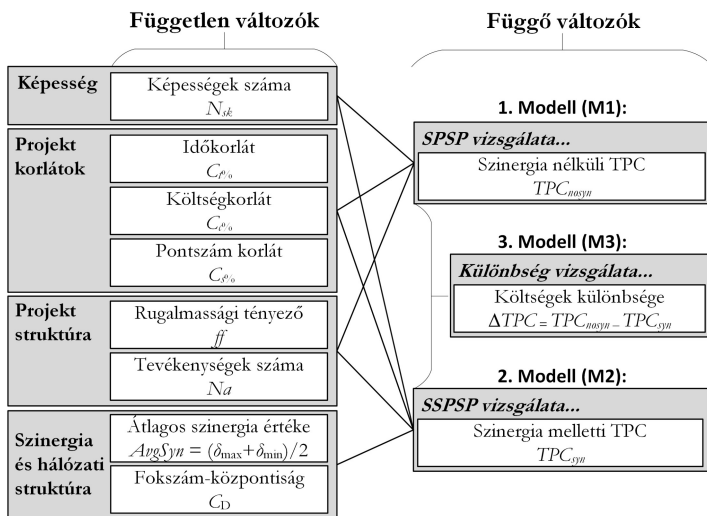 Független változók
Függő változók
Képesség
Képességek száma
N_sk
Projekt
korlátok
Időkorlát
C_t%
Költségkorlát
C_c%
Pontszám korlát
C_s%
Projekt
struktúra
Rugalmassági tényező
ff
Tevékenységek száma
Na
Szinergia
és hálózati
struktúra
Átlagos szinergia értéke
AvgSyn = (δ_max+δ_min)/2
Fokszám-központiság
C_D
1. Modell (M1):
SPSP vizsgálata...
Szinergia nélküli TPC
TPC_nosyn
3. Modell (M3):
Különbség vizsgálata...
Költségek különbsége
ΔTPC = TPC_nosyn – TPC_syn
2. Modell (M2):
SSPSP vizsgálata...
Szinergia melletti TPC
TPC_syn